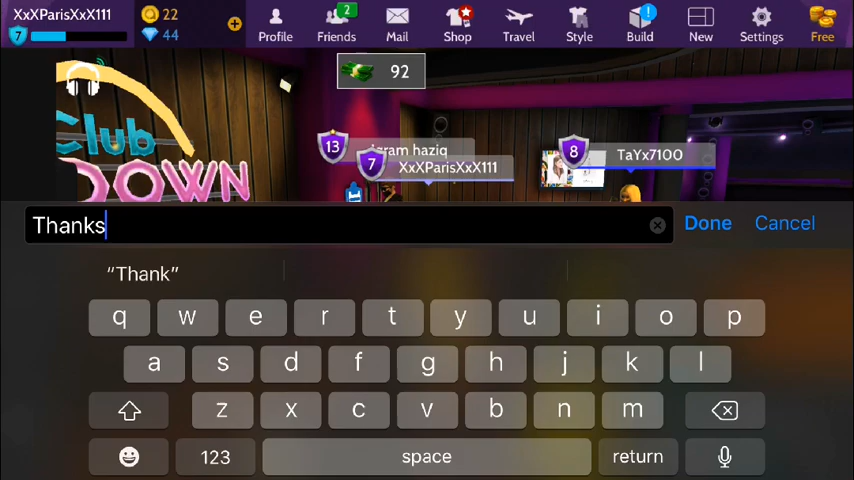 XxXParisXxX111
7
22
44
Profile
2
Friends
Mail
Shop
Travel
Style
!
Build
New
Settings
Free
92
Club
DOWN
13
7
XxXParisXxX111
8
TaYx7100
haziq
Thanks
Done
Cancel
“Thank”
q w e r t y u i o p
a s d f g h j k l
z x c v b n m
123
space
return